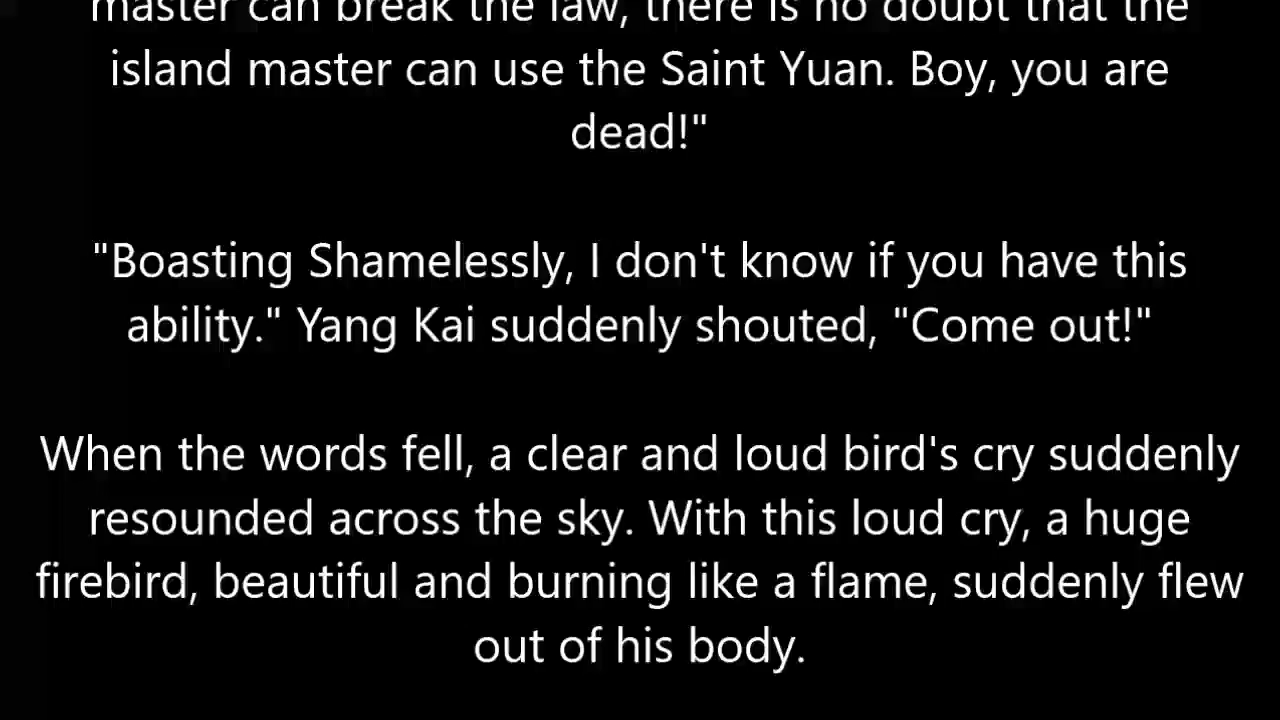 master can break the law, there is no doubt that the
island master can use the Saint Yuan. Boy, you are
dead!"
"Boasting Shamelessly, I don't know if you have this
ability." Yang Kai suddenly shouted, "Come out!"
When the words fell, a clear and loud bird's cry suddenly
resounded across the sky. With this loud cry, a huge
firebird, beautiful and burning like a flame, suddenly flew
out of his body.